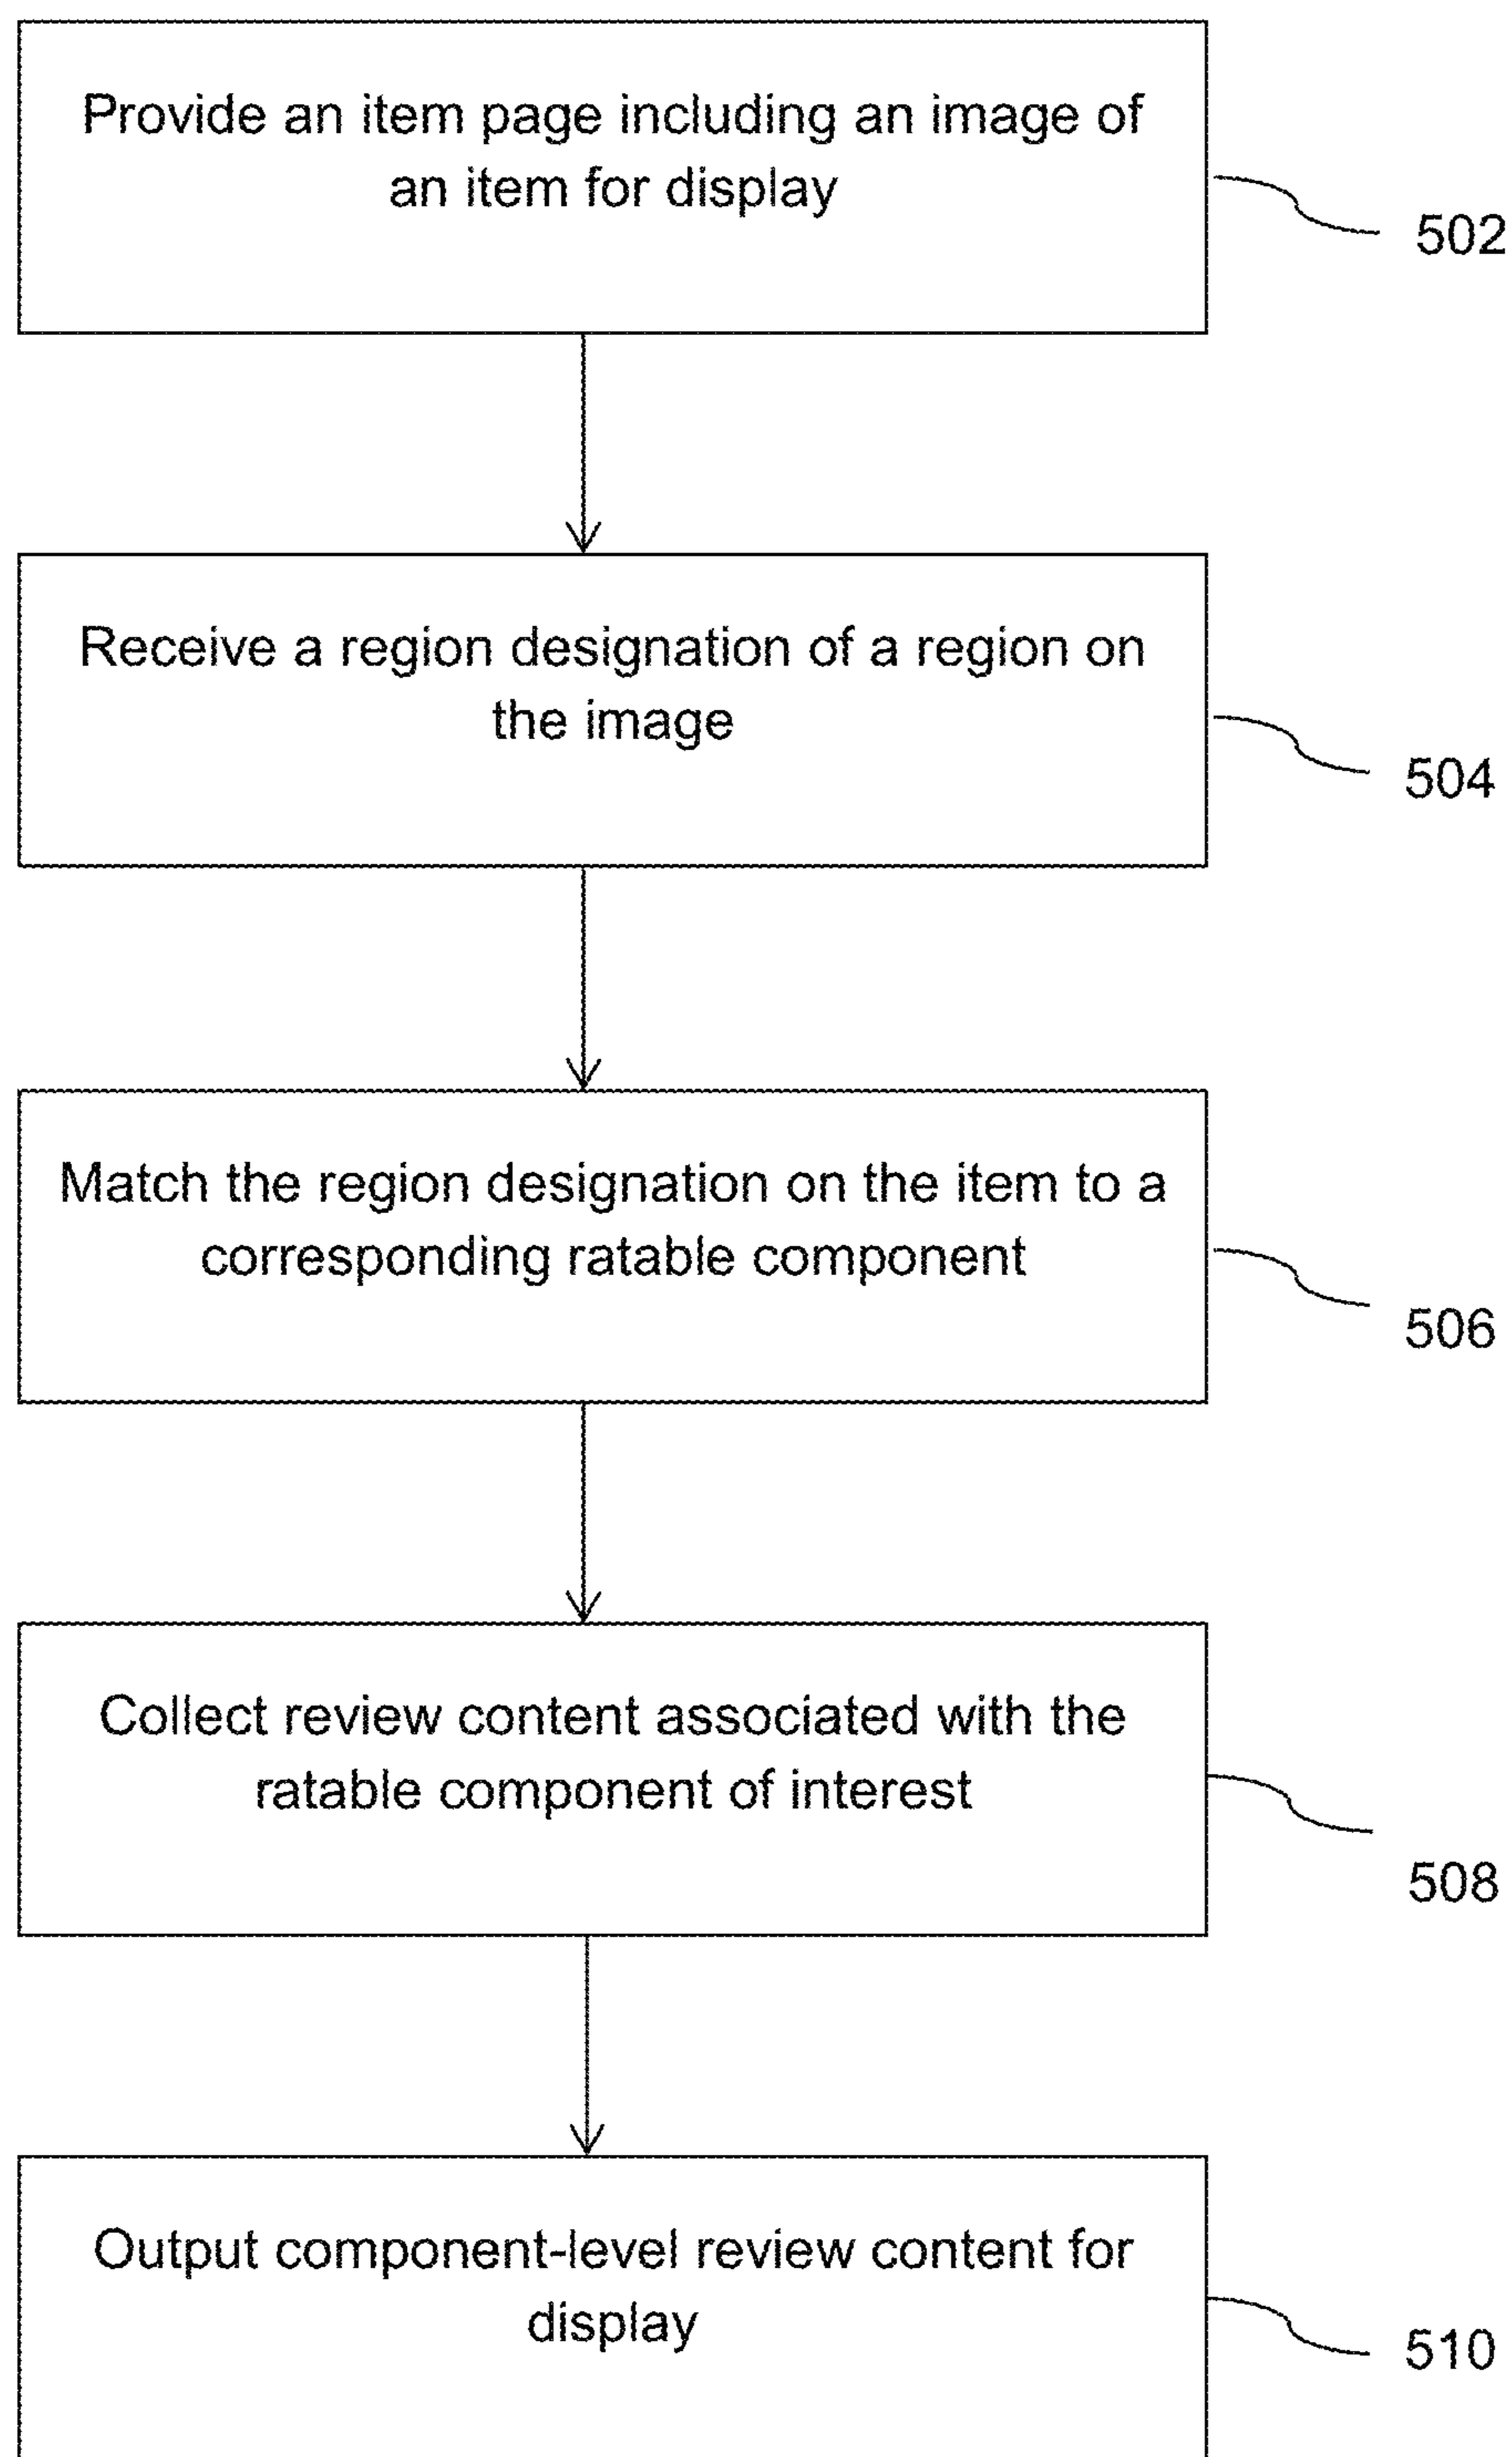 Provide an item page including an image of
an item for display
502
Receive a region designation of a region on
the image
504
Match the region designation on the item to a
corresponding ratable component
506
Collect review content associated with the
ratable component of interest
508
Output component-level review content for
display
510